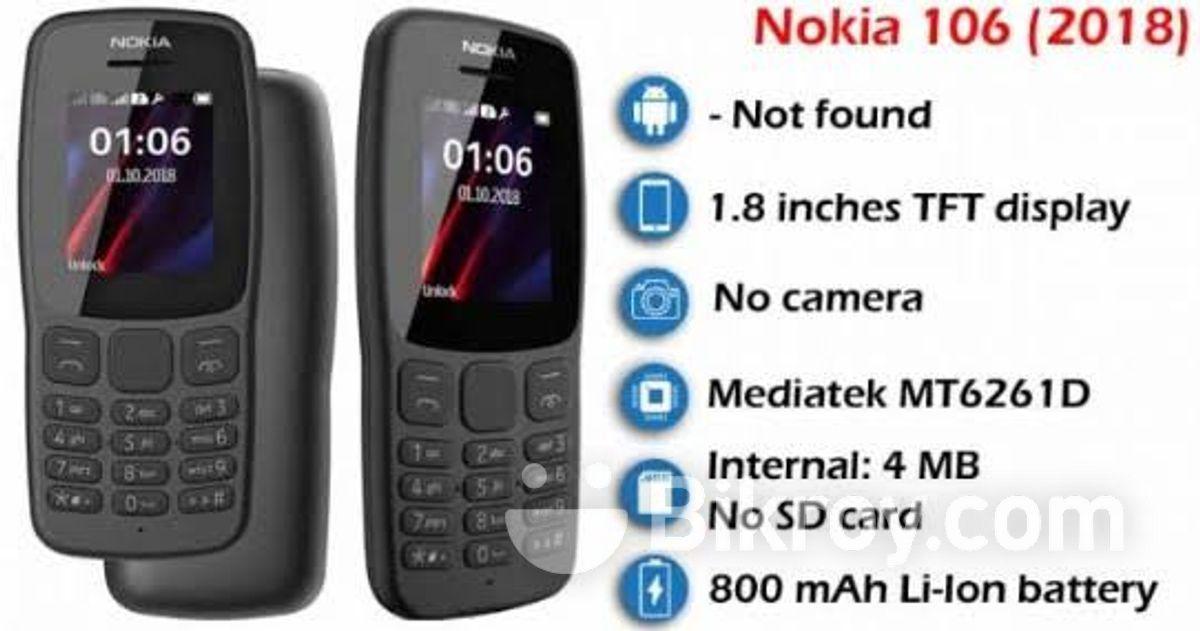 Nokia 106 (2018)
NOKIA
01:06
01.10.2018
Unlock
NOKIA
01:06
01.10.2018
Unlock
- Not found
1.8 inches TFT display
No camera
Mediatek MT6261D
Internal: 4 MB
No SD card
Bikroy.com
800 mAh Li-Ion battery